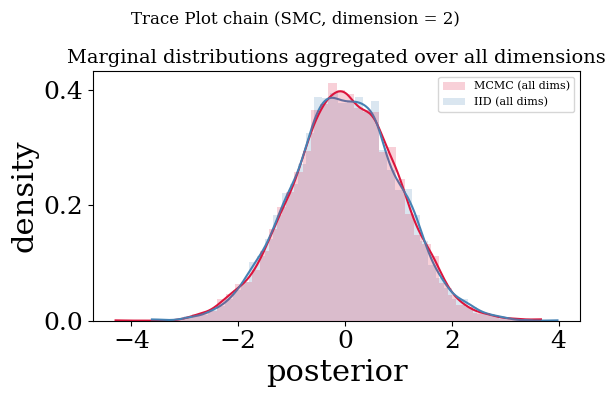 Trace Plot chain (SMC, dimension = 2)
Marginal distributions aggregated over all dimensions
MCMC (all dims)
IID (all dims)
density
0.4
0.2
0.0
−4
−2
0
2
4
posterior